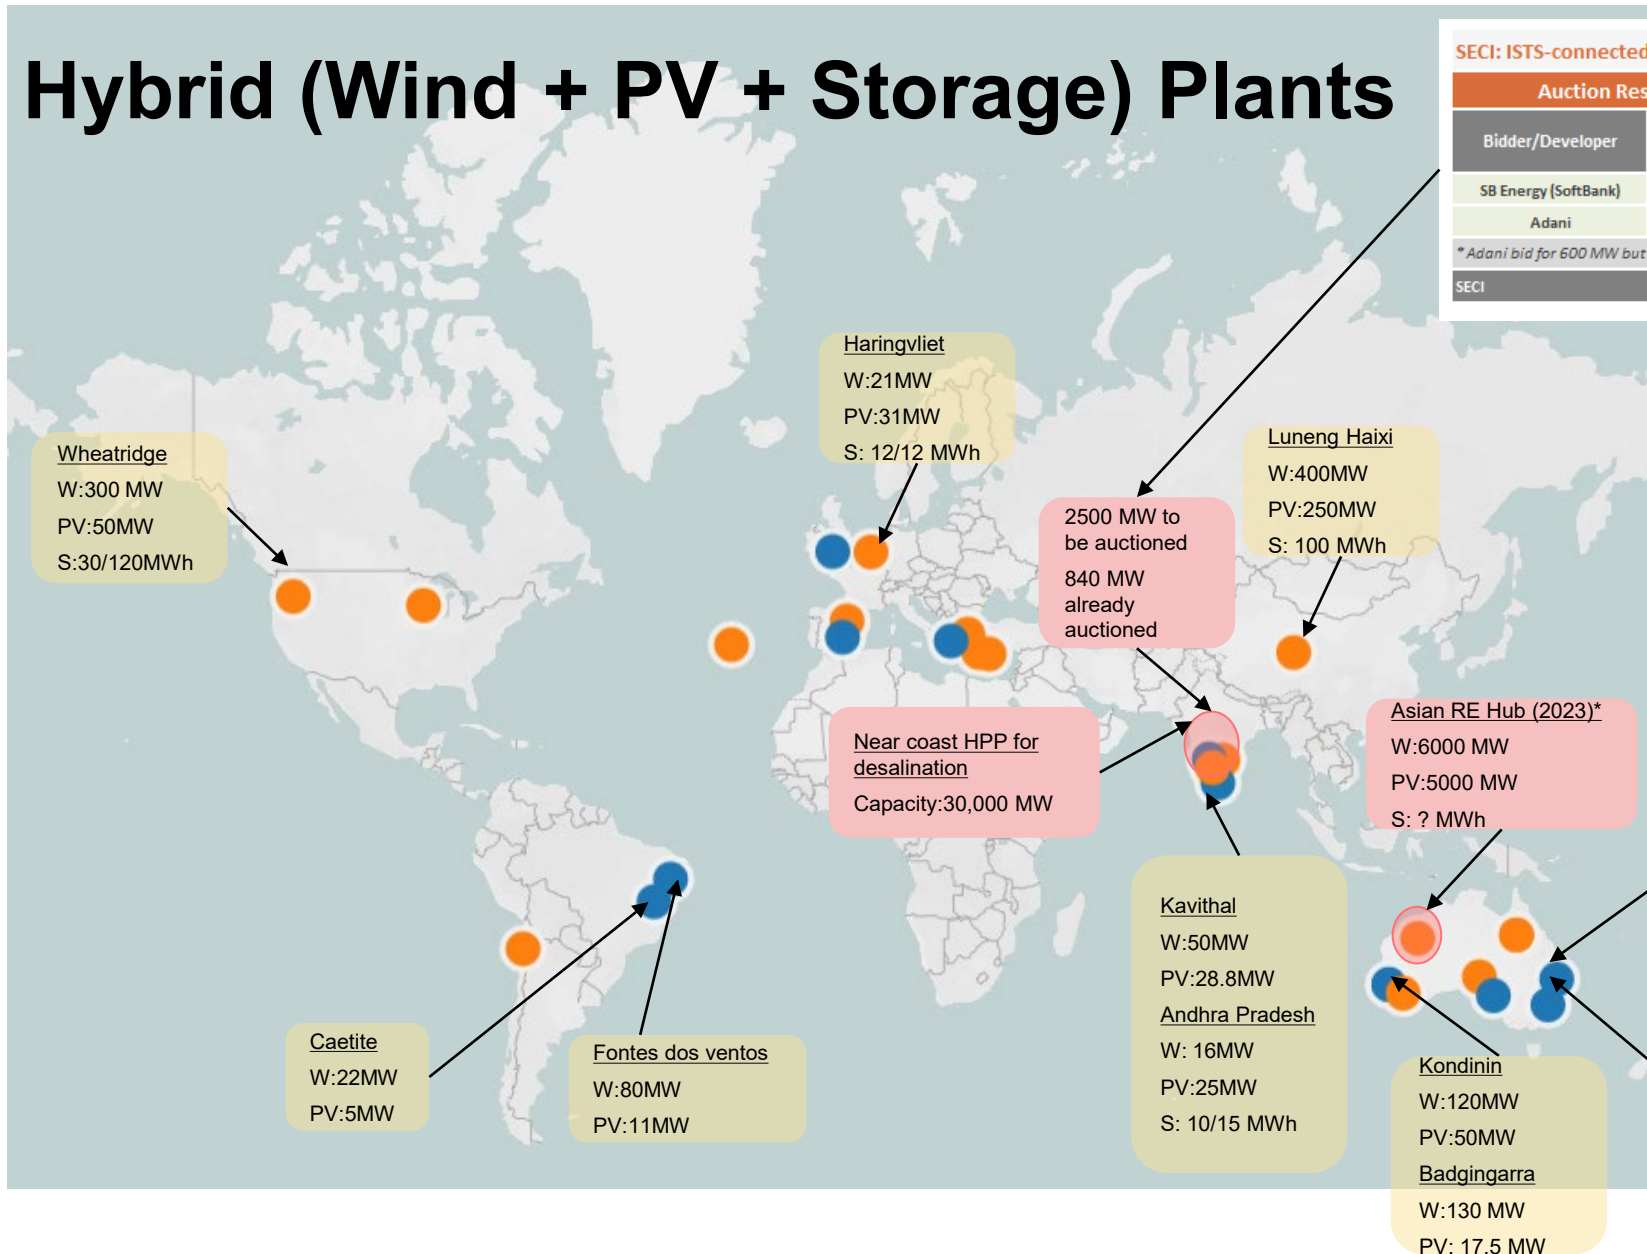 Hybrid (Wind + PV + Storage) Plants
SECI: ISTS-connected
Auction Res
Bidder/Developer
SB Energy (SoftBank)
Adani
* Adani bid for 600 MW but
SECI
Haringvliet
W:21MW
PV:31MW
S: 12/12 MWh
Wheatridge
W:300 MW
PV:50MW
S:30/120MWh
Luneng Haixi
W:400MW
PV:250MW
S: 100 MWh
2500 MW to
be auctioned
840 MW
already
auctioned
Near coast HPP for
desalination
Capacity:30,000 MW
Asian RE Hub (2023)*
W:6000 MW
PV:5000 MW
S: ? MWh
Kavithal
W:50MW
PV:28.8MW
Andhra Pradesh
W: 16MW
PV:25MW
S: 10/15 MWh
Caetite
W:22MW
PV:5MW
Fontes dos ventos
W:80MW
PV:11MW
Kondinin
W:120MW
PV:50MW
Badgingarra
W:130 MW
PV: 17.5 MW